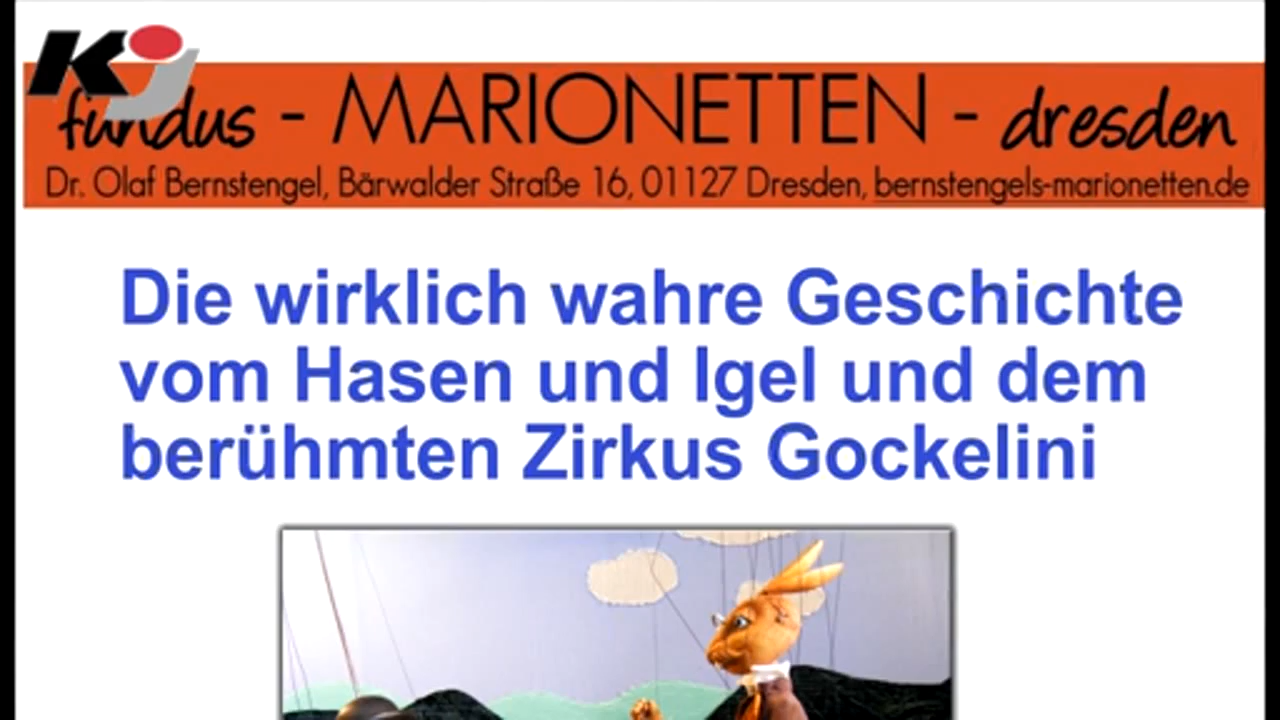 KJ
fundus - MARIONETTEN - dresden
Dr. Olaf Bernstengel, Bärwalder Straße 16, 01127 Dresden, bernstengels-marionetten.de
Die wirklich wahre Geschichte
vom Hasen und Igel und dem
berühmten Zirkus Gockelini